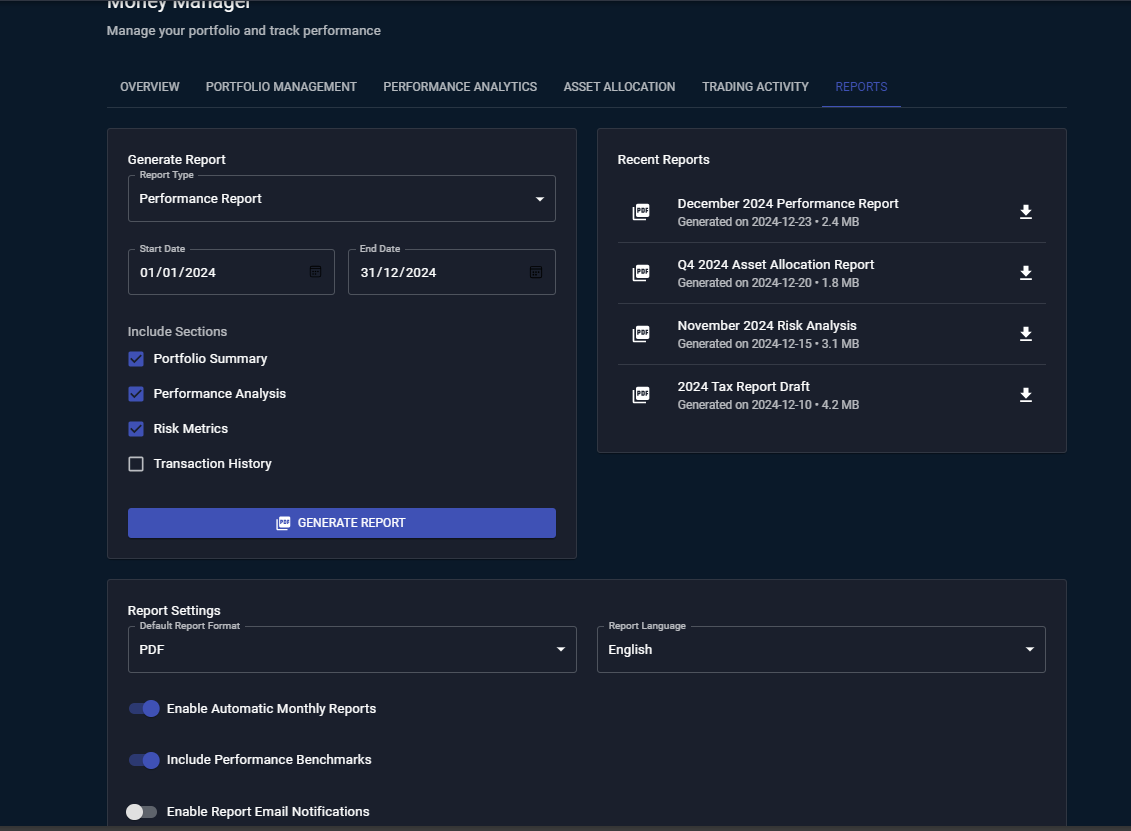 Money Manager
Manage your portfolio and track performance
OVERVIEW PORTFOLIO MANAGEMENT PERFORMANCE ANALYTICS ASSET ALLOCATION TRADING ACTIVITY REPORTS
Generate Report
Report Type
Performance Report
Start Date
01/01/2024
End Date
31/12/2024
Include Sections
Portfolio Summary
Performance Analysis
Risk Metrics
Transaction History
PDF GENERATE REPORT
Recent Reports
PDF
December 2024 Performance Report
Generated on 2024-12-23 • 2.4 MB
PDF
Q4 2024 Asset Allocation Report
Generated on 2024-12-20 • 1.8 MB
PDF
November 2024 Risk Analysis
Generated on 2024-12-15 • 3.1 MB
PDF
2024 Tax Report Draft
Generated on 2024-12-10 • 4.2 MB
Report Settings
Default Report Format
PDF
Report Language
English
Enable Automatic Monthly Reports
Include Performance Benchmarks
Enable Report Email Notifications